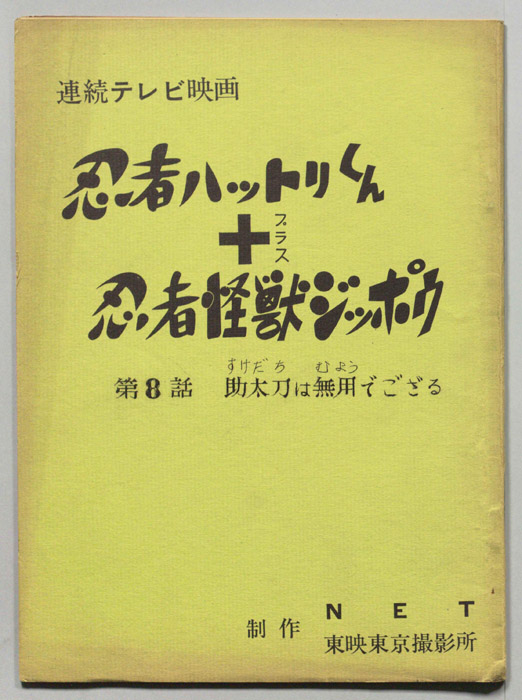 連続テレビ映画
忍者ハットリくん
+プラス
忍者怪獣ジッポウ
すけだち むよう
第8話 助太刀は無用でござる
NET
制作 東映東京撮影所